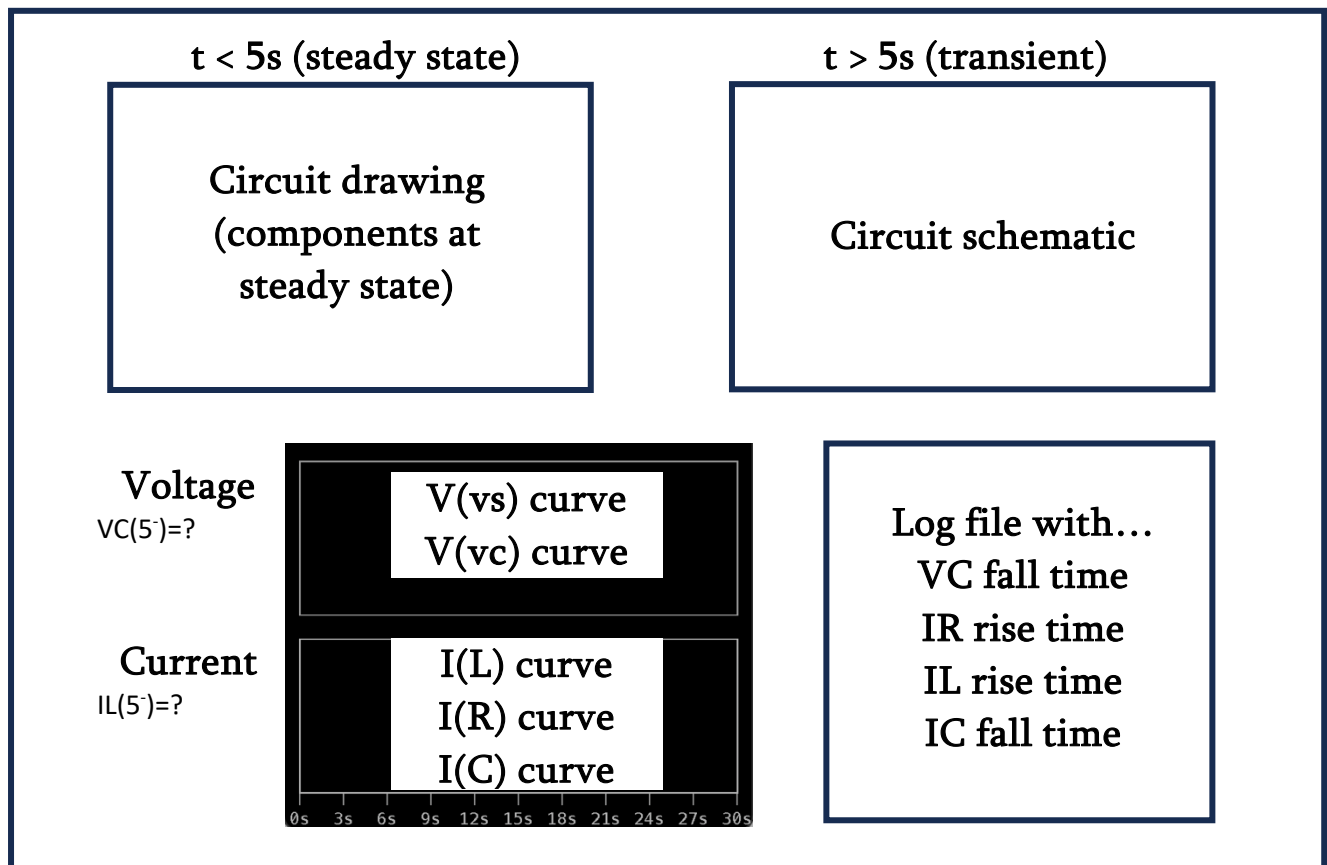 t < 5s (steady state)
t > 5s (transient)
Circuit drawing
(components at
steady state)
Circuit schematic
Voltage
VC(5⁻)=?
V(vs) curve
V(vc) curve
Current
IL(5⁻)=?
I(L) curve
I(R) curve
I(C) curve
0s 3s 6s 9s 12s 15s 18s 21s 24s 27s 30s
Log file with…
VC fall time
IR rise time
IL rise time
IC fall time